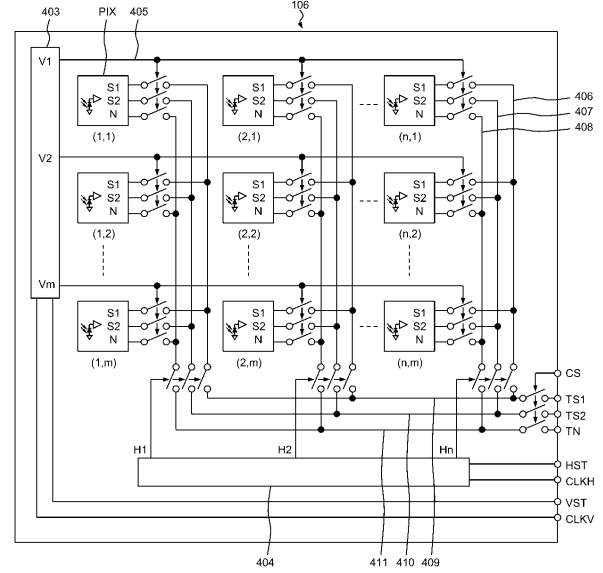 403 PIX 405 106
V1
S1 S1 S1 406
S2 S2 S2 407
N N N 408
(1,1) (2,1) (n,1)
V2
S1 S1 S1
S2 S2 S2
N N N
(1,2) (2,2) (n,2)
Vm
S1 S1 S1
S2 S2 S2
N N N
(1,m) (2,m) (n,m)
CS
TS1
TS2
TN
H1 H2 Hn
HST
CLKH
VST
CLKV
404 411 410 409